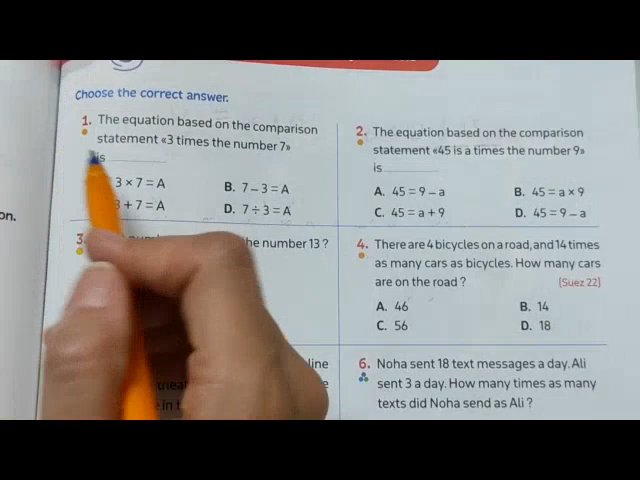 on.
Choose the correct answer.
1. The equation based on the comparison
statement «3 times the number 7»
is
3 × 7 = A
B. 7 – 3 = A
3 + 7 = A
D. 7 ÷ 3 = A
2. The equation based on the comparison
statement «45 is a times the number 9»
is
A. 45 = 9 – a
B. 45 = a × 9
C. 45 = a + 9
D. 45 = 9 – a
3.
the number 13 ?
4. There are 4 bicycles on a road, and 14 times
as many cars as bicycles. How many cars
are on the road ? [Suez 22]
A. 46
B. 14
C. 56
D. 18
line
in
6. Noha sent 18 text messages a day. Ali
sent 3 a day. How many times as many
texts did Noha send as Ali ?